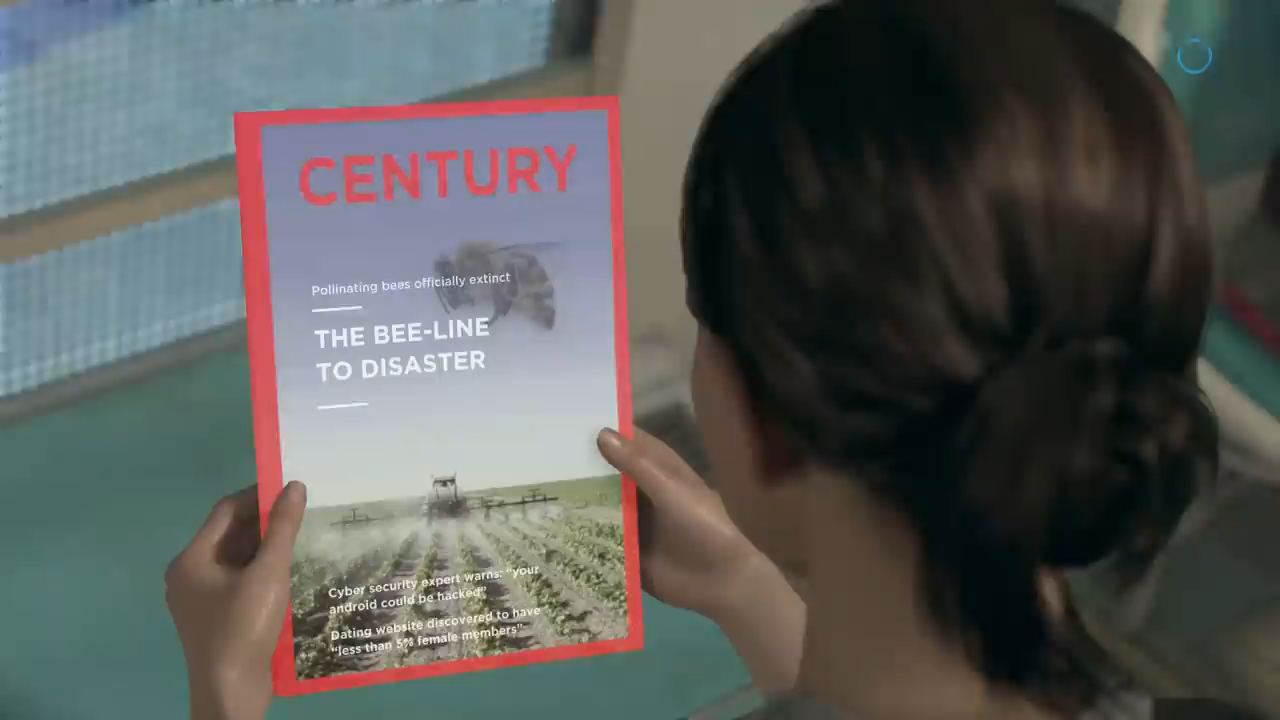 CENTURY
Pollinating bees officially extinct
THE BEE-LINE
TO DISASTER
Cyber security expert warns: "your
android could be hacked"
Dating website discovered to have
"less than 5% female members"